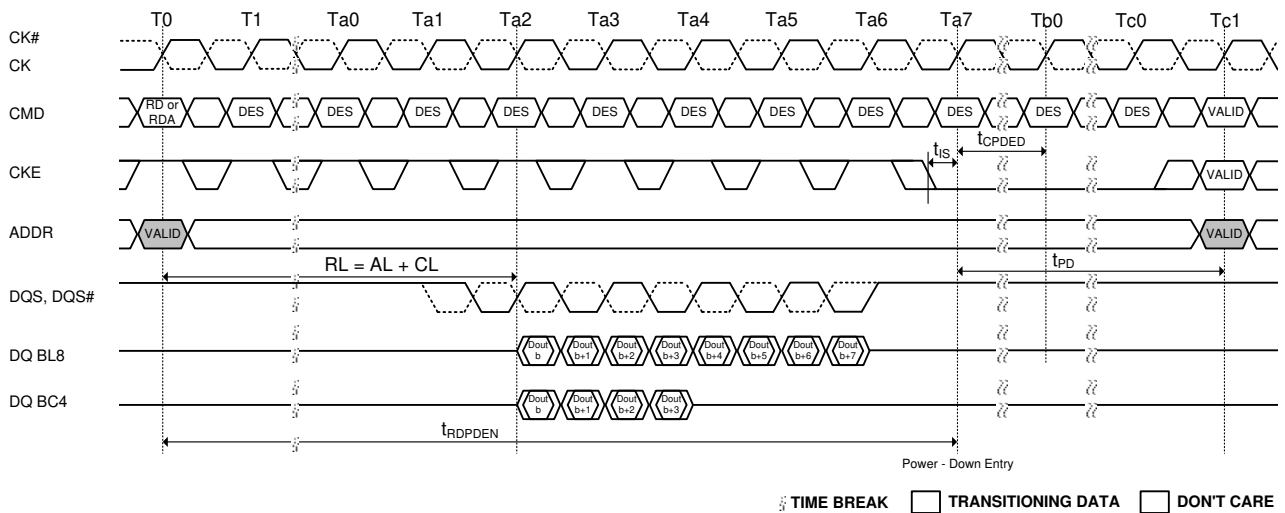 T0 T1 Ta0 Ta1 Ta2 Ta3 Ta4 Ta5 Ta6 Ta7 Tb0 Tc0 Tc1
CK#
CK
CMD RD or RDA DES DES DES DES DES DES DES DES DES DES DES VALID
tIS tCPDED
CKE VALID
ADDR VALID VALID
RL = AL + CL tPD
DQS, DQS#
DQ BL8 Dout b Dout b+1 Dout b+2 Dout b+3 Dout b+4 Dout b+5 Dout b+6 Dout b+7
DQ BC4 Dout b Dout b+1 Dout b+2 Dout b+3
tRDPDEN
Power - Down Entry
TIME BREAK TRANSITIONING DATA DON'T CARE